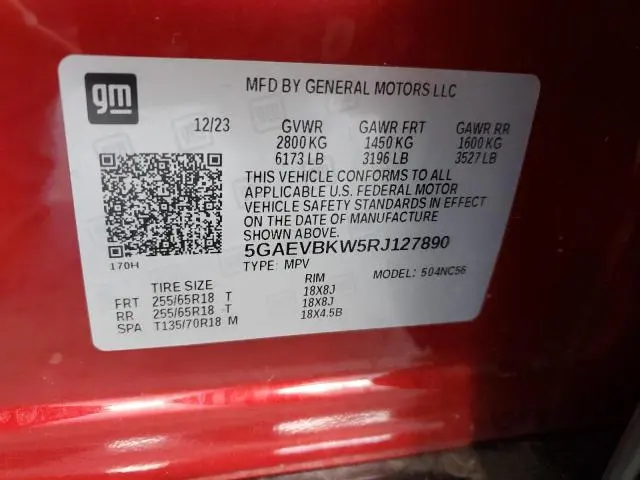 gm
MFD BY GENERAL MOTORS LLC
12/23 GVWR GAWR FRT GAWR RR
2800 KG 1450 KG 1600 KG
6173 LB 3196 LB 3527 LB
THIS VEHICLE CONFORMS TO ALL
APPLICABLE U.S. FEDERAL MOTOR
VEHICLE SAFETY STANDARDS IN EFFECT
ON THE DATE OF MANUFACTURE
SHOWN ABOVE.
5GAEVBKW5RJ127890
170H TYPE: MPV MODEL: 504NC56
TIRE SIZE RIM
FRT 255/65R18 T 18X8J
RR 255/65R18 T 18X8J
SPA T135/70R18 M 18X4.5B